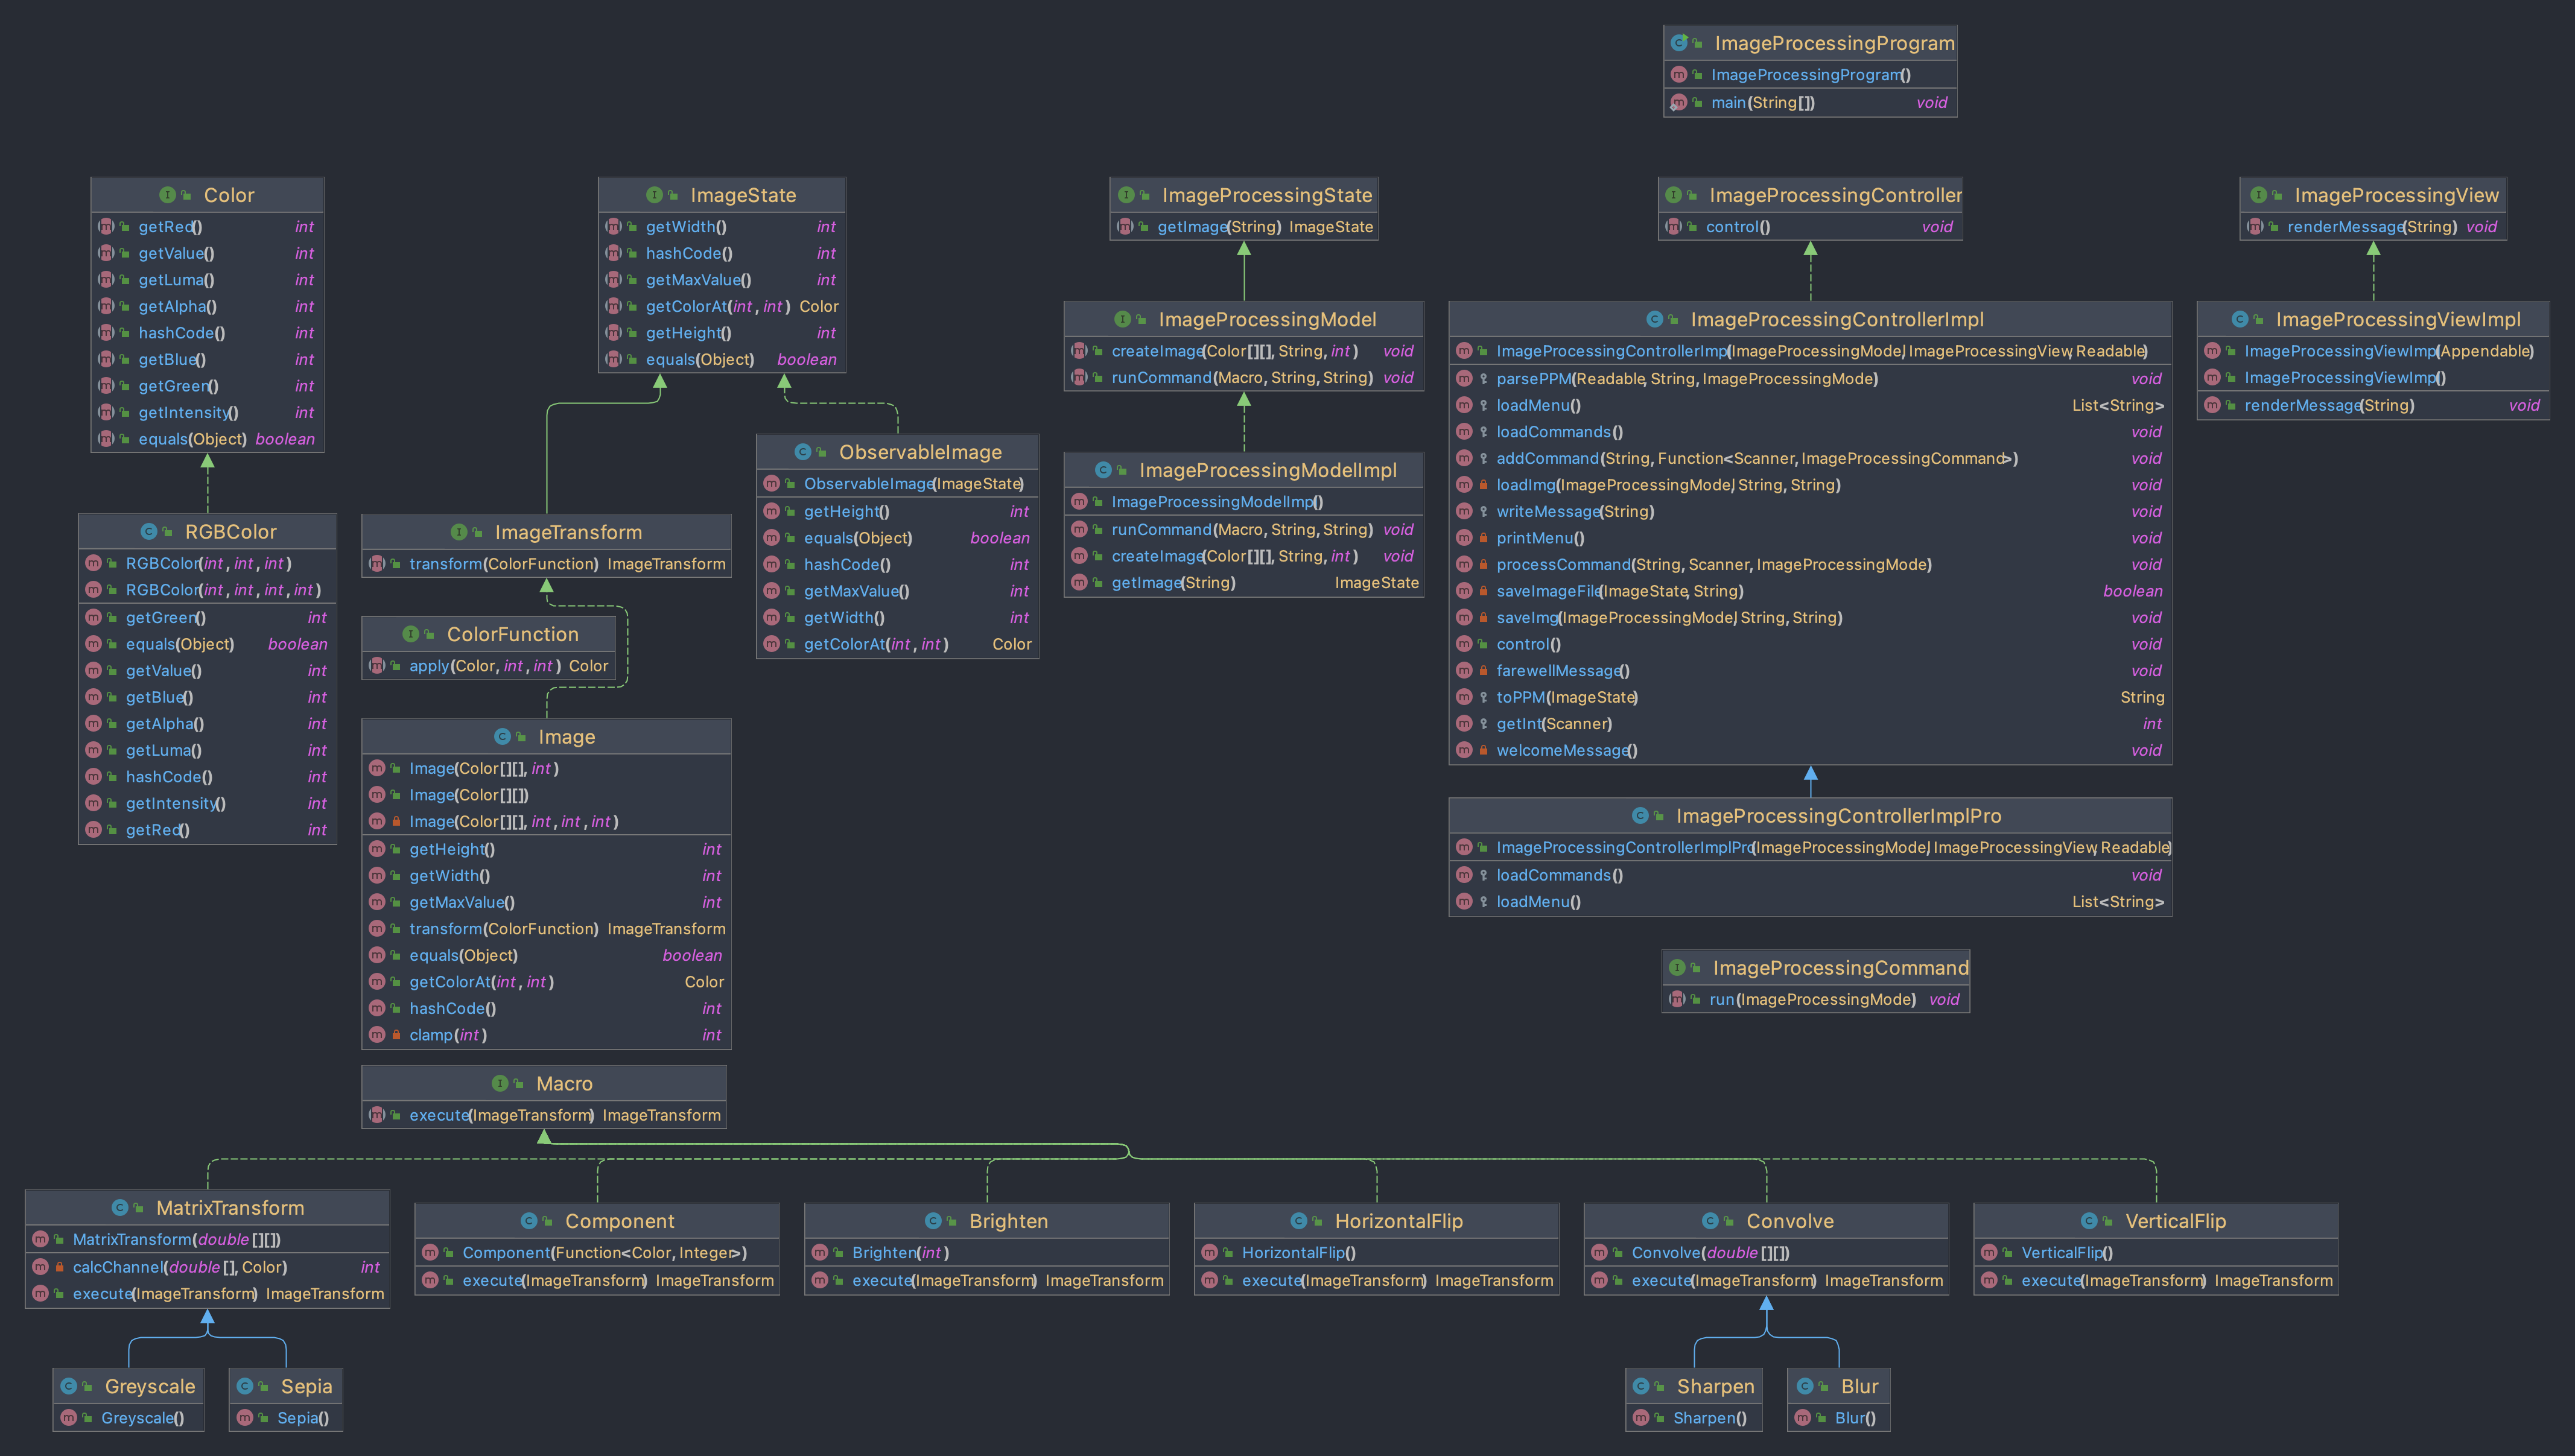 ImageProcessingProgram
ImageProcessingProgram()
main(String[]) void
Color
getRed() int
getValue() int
getLuma() int
getAlpha() int
hashCode() int
getBlue() int
getGreen() int
getIntensity() int
equals(Object) boolean
ImageState
getWidth() int
hashCode() int
getMaxValue() int
getColorAt(int, int) Color
getHeight() int
equals(Object) boolean
ImageProcessingState
getImage(String) ImageState
ImageProcessingController
control() void
ImageProcessingView
renderMessage(String) void
ImageProcessingModel
createImage(Color[][], String, int) void
runCommand(Macro, String, String) void
ImageProcessingControllerImpl
ImageProcessingControllerImp(ImageProcessingMode, ImageProcessingView, Readable)
parsePPM(Readable, String, ImageProcessingMode) void
loadMenu() List<String>
loadCommands() void
addCommand(String, Function<Scanner, ImageProcessingCommand>) void
loadImg(ImageProcessingMode, String, String) void
writeMessage(String) void
printMenu() void
processCommand(String, Scanner, ImageProcessingMode) void
saveImageFile(ImageState, String) boolean
saveImg(ImageProcessingMode, String, String) void
control() void
farewellMessage() void
toPPM(ImageState) String
getInt(Scanner) int
welcomeMessage() void
ImageProcessingViewImpl
ImageProcessingViewImp(Appendable)
ImageProcessingViewImp()
renderMessage(String) void
ObservableImage
ObservableImage(ImageState)
getHeight() int
equals(Object) boolean
hashCode() int
getMaxValue() int
getWidth() int
getColorAt(int, int) Color
ImageProcessingModelImpl
ImageProcessingModelImp()
runCommand(Macro, String, String) void
createImage(Color[][], String, int) void
getImage(String) ImageState
RGBColor
RGBColor(int, int, int)
RGBColor(int, int, int, int)
getGreen() int
equals(Object) boolean
getValue() int
getBlue() int
getAlpha() int
getLuma() int
hashCode() int
getIntensity() int
getRed() int
ImageTransform
transform(ColorFunction) ImageTransform
ColorFunction
apply(Color, int, int) Color
Image
Image(Color[][], int)
Image(Color[][])
Image(Color[][], int, int, int)
getHeight() int
getWidth() int
getMaxValue() int
transform(ColorFunction) ImageTransform
equals(Object) boolean
getColorAt(int, int) Color
hashCode() int
clamp(int) int
ImageProcessingControllerImplPro
ImageProcessingControllerImplPro(ImageProcessingMode, ImageProcessingView, Readable)
loadCommands() void
loadMenu() List<String>
ImageProcessingCommand
run(ImageProcessingMode) void
Macro
execute(ImageTransform) ImageTransform
MatrixTransform
MatrixTransform(double[][])
calcChannel(double[], Color) int
execute(ImageTransform) ImageTransform
Component
Component(Function<Color, Integer>)
execute(ImageTransform) ImageTransform
Brighten
Brighten(int)
execute(ImageTransform) ImageTransform
HorizontalFlip
HorizontalFlip()
execute(ImageTransform) ImageTransform
Convolve
Convolve(double[][])
execute(ImageTransform) ImageTransform
VerticalFlip
VerticalFlip()
execute(ImageTransform) ImageTransform
Greyscale
Greyscale()
Sepia
Sepia()
Sharpen
Sharpen()
Blur
Blur()